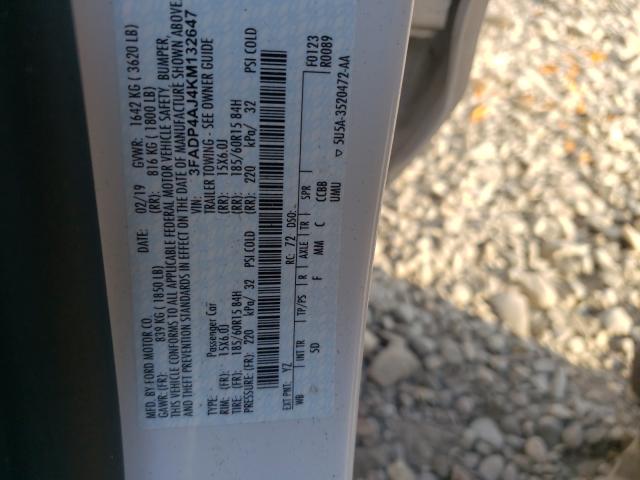 MFD. BY FORD MOTOR CO.
DATE: 02/19 GVWR: 1642 KG ( 3620 LB)
GAWR: (FR): 839 KG (1850 LB) (RR): 816 KG (1800 LB)
THIS VEHICLE CONFORMS TO ALL APPLICABLE FEDERAL MOTOR VEHICLE SAFETY, BUMPER,
AND THEFT PREVENTION STANDARDS IN EFFECT ON THE DATE OF MANUFACTURE SHOWN ABOVE.
VIN: 3FADP4AJ4KM132647
TYPE: Passenger Car TRAILER TOWING - SEE OWNER GUIDE
RIM: (FR): 15X6.0J (RR): 15X6.0J
TIRE: (FR): 185/60R15 84H (RR): 185/60R15 84H
PRESSURE:(FR): 220 kPa/ 32 PSI COLD (RR): 220 kPa/ 32 PSI COLD
EXT PNT: YZ RC: 72 DSO: F0123
WB INT TR TP/PS R AXLE TR SPR R0089
5D F MM C CCBB
UMU
5U5A-3520472-AA